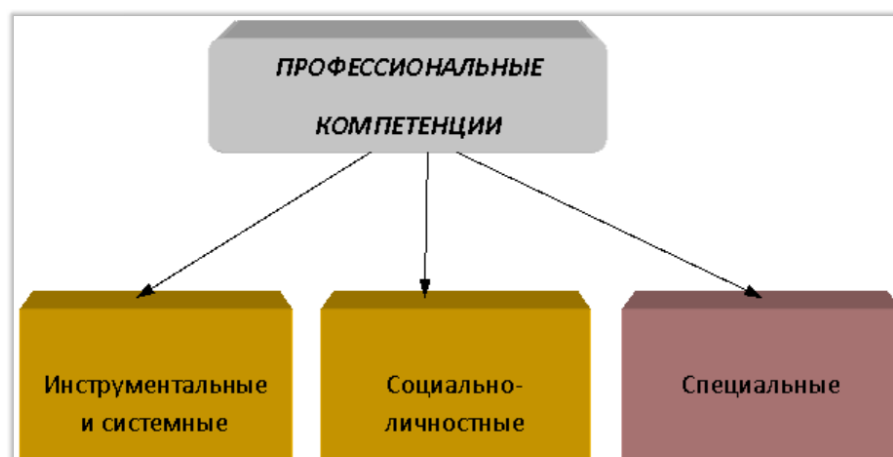 ПРОФЕССИОНАЛЬНЫЕ
КОМПЕТЕНЦИИ
Инструментальные
и системные
Социально-
личностные
Специальные